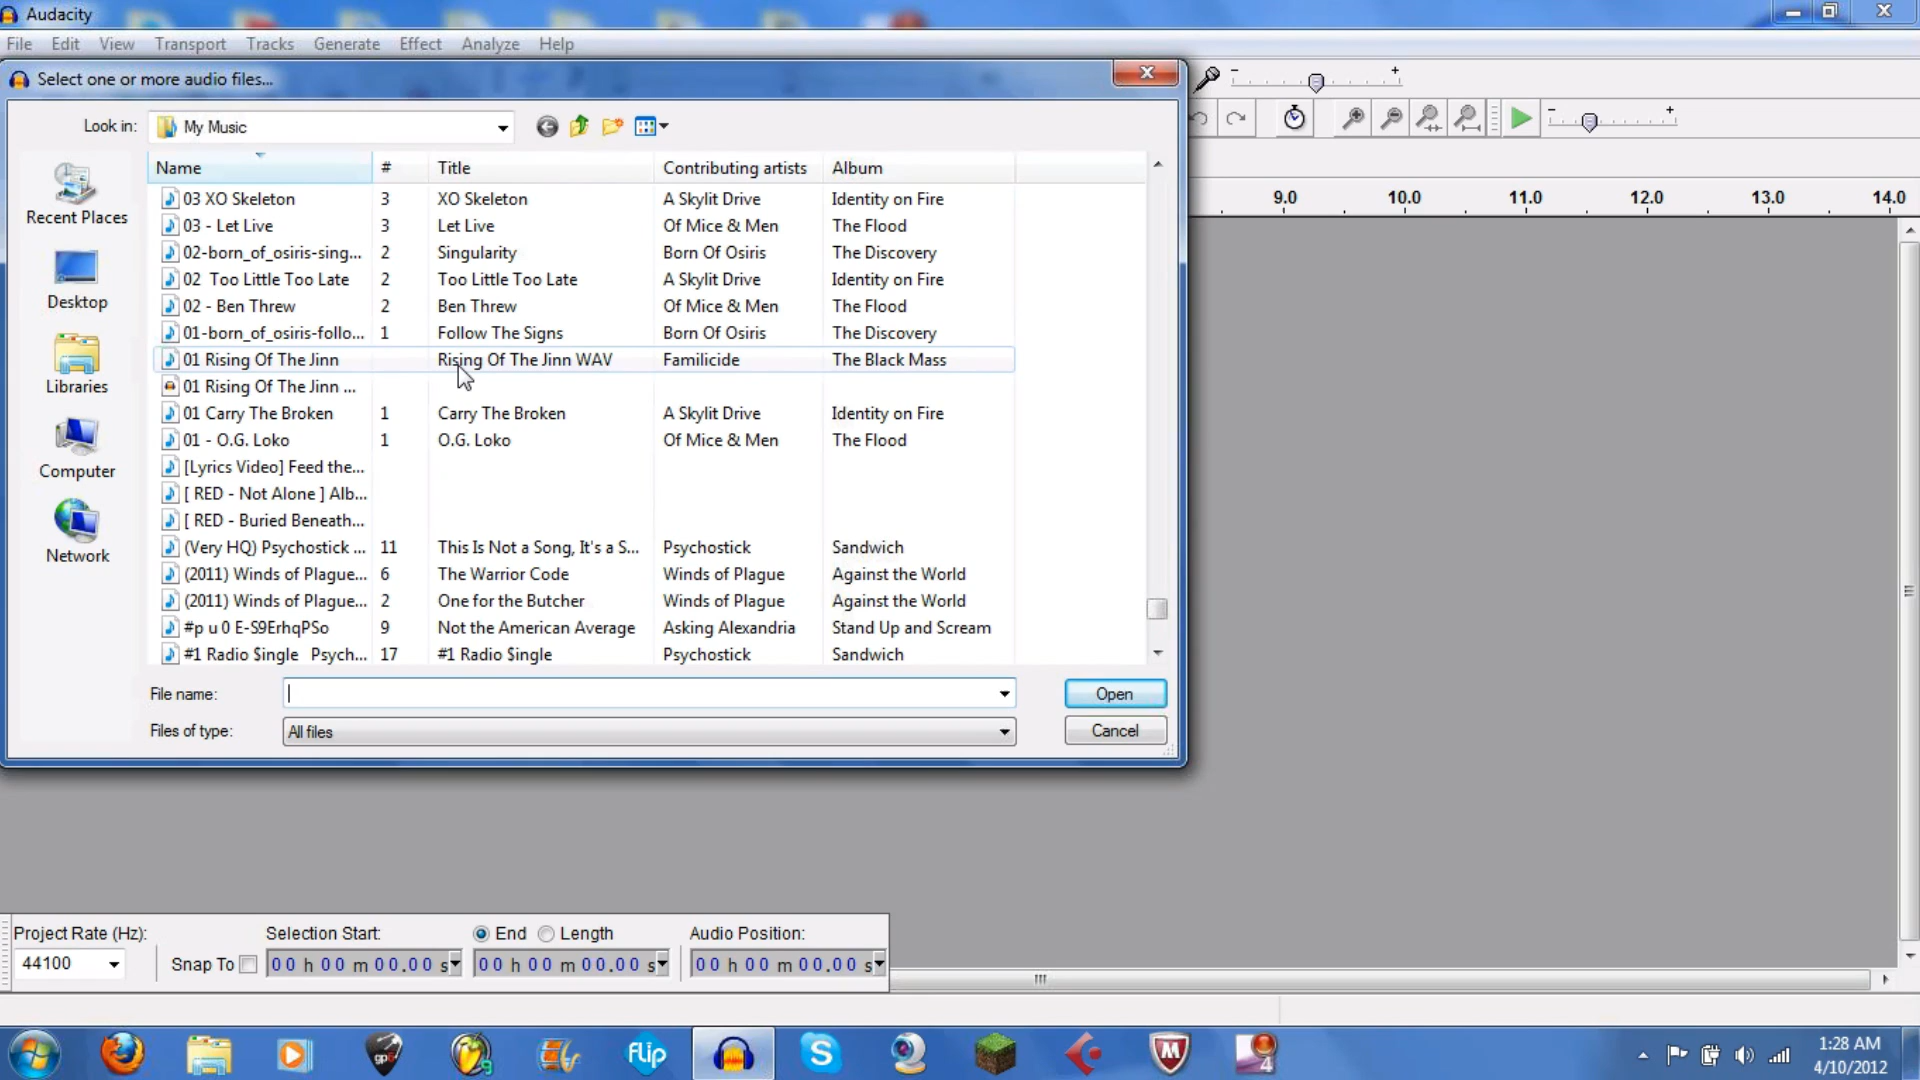 Audacity
File Edit View Transport Tracks Generate Effect Analyze Help
Select one or more audio files...
Look in: My Music
Name # Title Contributing artists Album
03 XO Skeleton 3 XO Skeleton A Skylit Drive Identity on Fire
03 - Let Live 3 Let Live Of Mice & Men The Flood
02-born_of_osiris-sing... 2 Singularity Born Of Osiris The Discovery
02 Too Little Too Late 2 Too Little Too Late A Skylit Drive Identity on Fire
02 - Ben Threw 2 Ben Threw Of Mice & Men The Flood
01-born_of_osiris-follo... 1 Follow The Signs Born Of Osiris The Discovery
01 Rising Of The Jinn Rising Of The Jinn WAV Familicide The Black Mass
01 Rising Of The Jinn ...
01 Carry The Broken 1 Carry The Broken A Skylit Drive Identity on Fire
01 - O.G. Loko 1 O.G. Loko Of Mice & Men The Flood
[Lyrics Video] Feed the...
[ RED - Not Alone ] Alb...
[ RED - Buried Beneath...
(Very HQ) Psychostick ... 11 This Is Not a Song, It's a S... Psychostick Sandwich
(2011) Winds of Plague... 6 The Warrior Code Winds of Plague Against the World
(2011) Winds of Plague... 2 One for the Butcher Winds of Plague Against the World
#p u 0 E-S9ErhqPSo 9 Not the American Average Asking Alexandria Stand Up and Scream
#1 Radio $ingle Psych... 17 #1 Radio $ingle Psychostick Sandwich
Recent Places
Desktop
Libraries
Computer
Network
File name: Open
Files of type: All files Cancel
9.0 10.0 11.0 12.0 13.0 14.0
Project Rate (Hz): Selection Start: End Length Audio Position:
44100 Snap To 00 h 00 m 00.00 s 00 h 00 m 00.00 s 00 h 00 m 00.00 s
gp6
flip
S
M
4
1:28 AM
4/10/2012